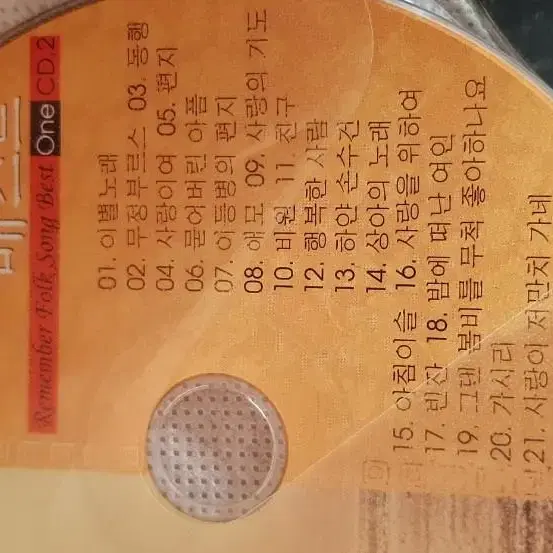 베스트
Remember Folk Song Best One CD.2
01. 이별노래
02. 무정부르스 03. 동행
04. 사랑이여 05. 편지
06. 묻어버린 아픔
07. 이등병의 편지
08. 애모 09. 사랑의 기도
10. 비원 11. 친구
12. 행복한 사람
13. 하얀 손수건
14. 상아의 노래
15. 아침이슬 16. 사랑을 위하여
17. 빈잔 18. 밤에 떠난 여인
19. 그댄 봄비를 무척 좋아하나요
20. 가시리
21. 사랑이 저만치 가네